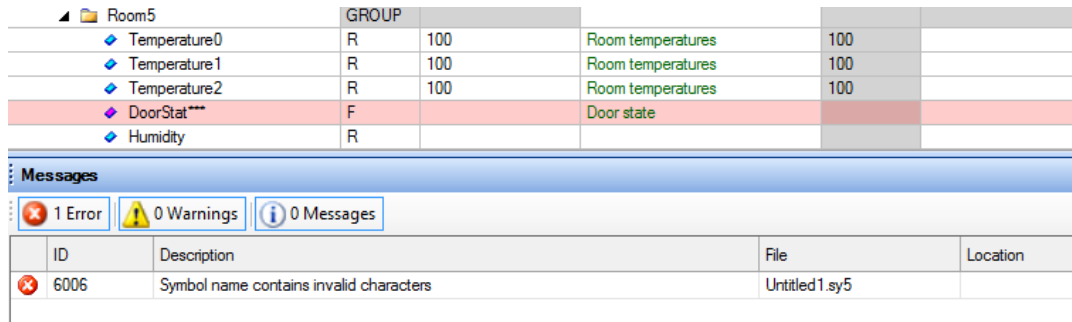 Room5 GROUP
Temperature0 R 100 Room temperatures 100
Temperature1 R 100 Room temperatures 100
Temperature2 R 100 Room temperatures 100
DoorStat*** F Door state
Humidity R
Messages
1 Error 0 Warnings 0 Messages
ID Description File Location
6006 Symbol name contains invalid characters Untitled1.sy5